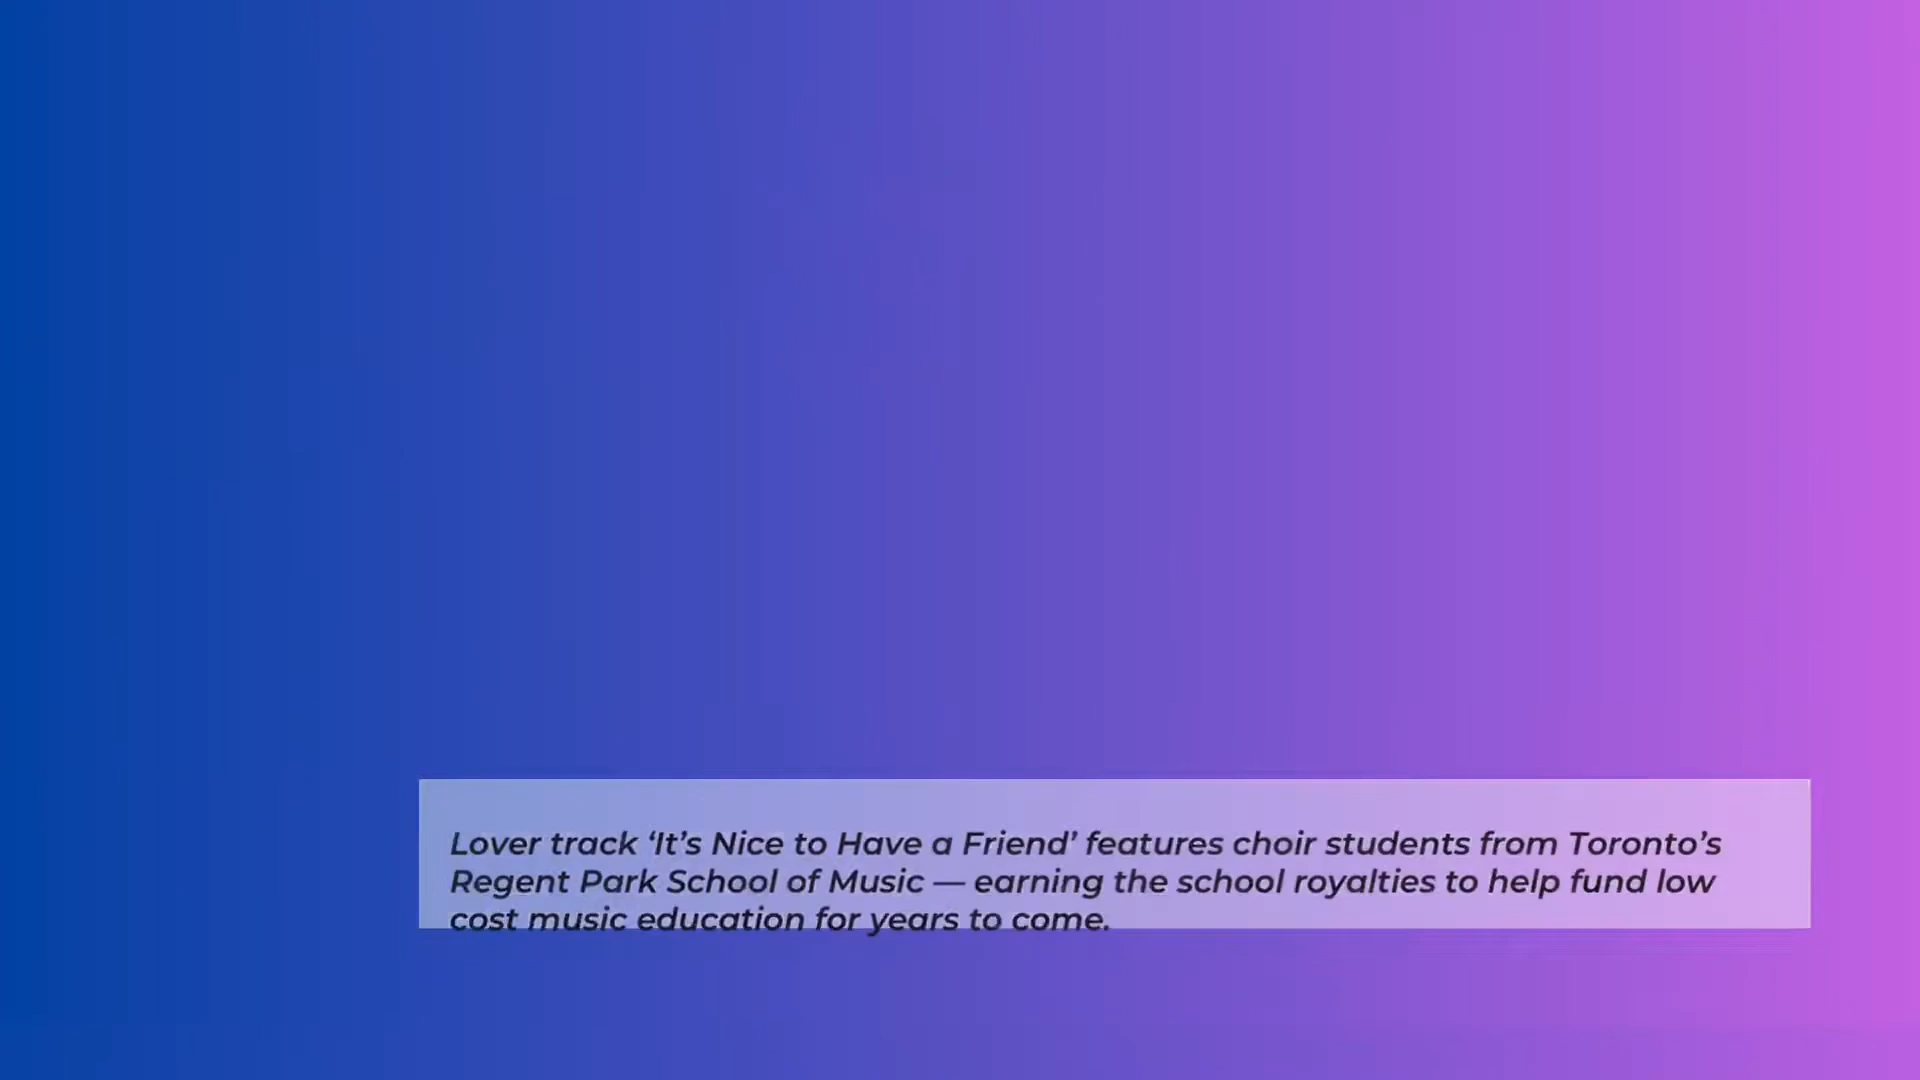 Lover track ‘It’s Nice to Have a Friend’ features choir students from Toronto’s
Regent Park School of Music — earning the school royalties to help fund low
cost music education for years to come.